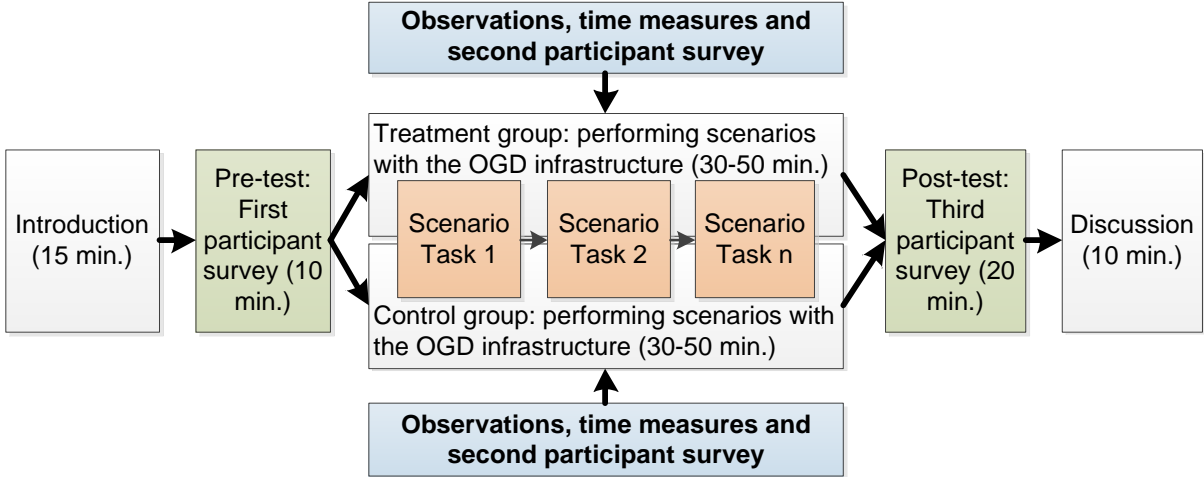 Observations, time measures and
second participant survey
Introduction
(15 min.)
Pre-test:
First
participant
survey (10
min.)
Treatment group: performing scenarios
with the OGD infrastructure (30-50 min.)
Scenario
Task 1
Scenario
Task 2
Scenario
Task n
Control group: performing scenarios with
the OGD infrastructure (30-50 min.)
Post-test:
Third
participant
survey (20
min.)
Discussion
(10 min.)
Observations, time measures and
second participant survey